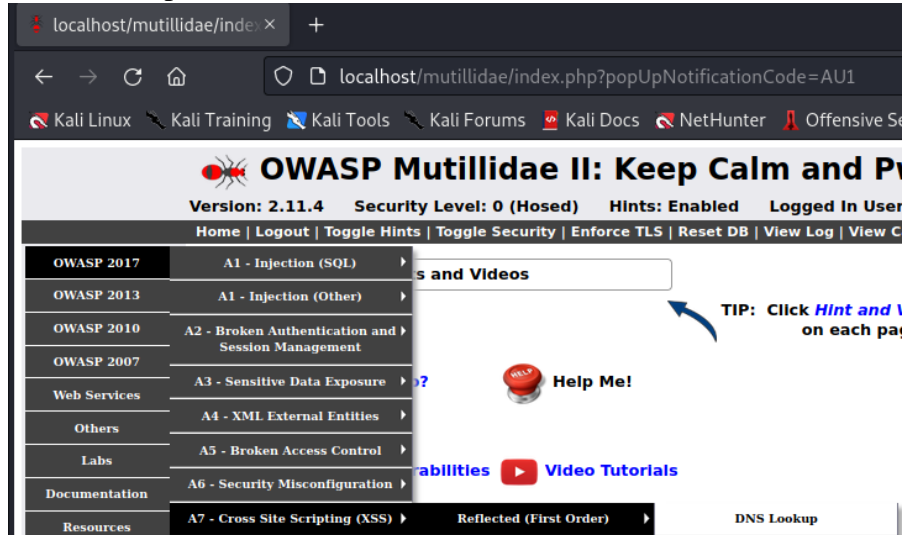 localhost/mutillidae/index
localhost/mutillidae/index.php?popUpNotificationCode=AU1
Kali Linux Kali Training Kali Tools Kali Forums Kali Docs NetHunter Offensive Se
OWASP Mutillidae II: Keep Calm and
Version: 2.11.4 Security Level: 0 (Hosed) Hints: Enabled Logged In User
Home | Logout | Toggle Hints | Toggle Security | Enforce TLS | Reset DB | View Log | View C
OWASP 2017
OWASP 2013
OWASP 2010
OWASP 2007
Web Services
Others
Labs
Documentation
Resources
A1 - Injection (SQL)
A1 - Injection (Other)
A2 - Broken Authentication and
Session Management
A3 - Sensitive Data Exposure
A4 - XML External Entities
A5 - Broken Access Control
A6 - Security Misconfiguration
A7 - Cross Site Scripting (XSS)
Reflected (First Order)
DNS Lookup
s and Videos
TIP: Click Hint and
on each pag
?
HELP
Help Me!
rabilities
Video Tutorials